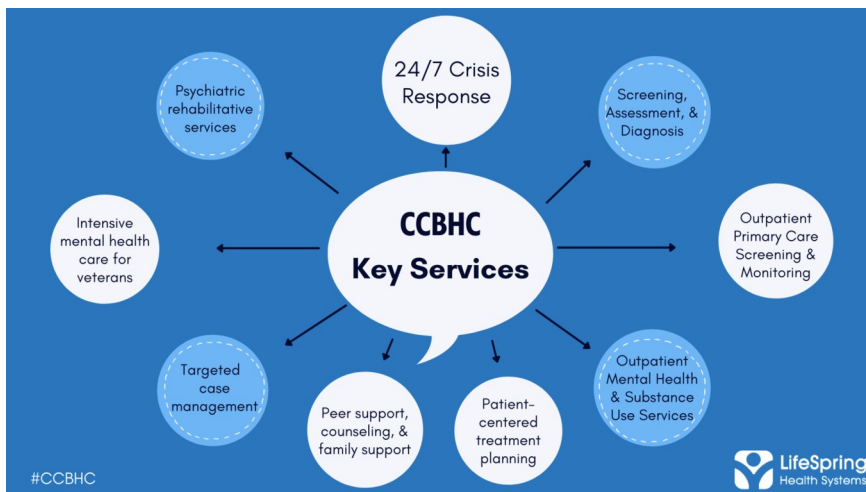 24/7 Crisis
Response
Psychiatric
rehabilitative
services
Screening,
Assessment, &
Diagnosis
CCBHC
Key Services
Intensive
mental health
care for
veterans
Outpatient
Primary Care
Screening &
Monitoring
Targeted
case
management
Peer support,
counseling, &
family support
Patient-
centered
treatment
planning
Outpatient
Mental Health
& Substance
Use Services
#CCBHC
LifeSpring
Health Systems